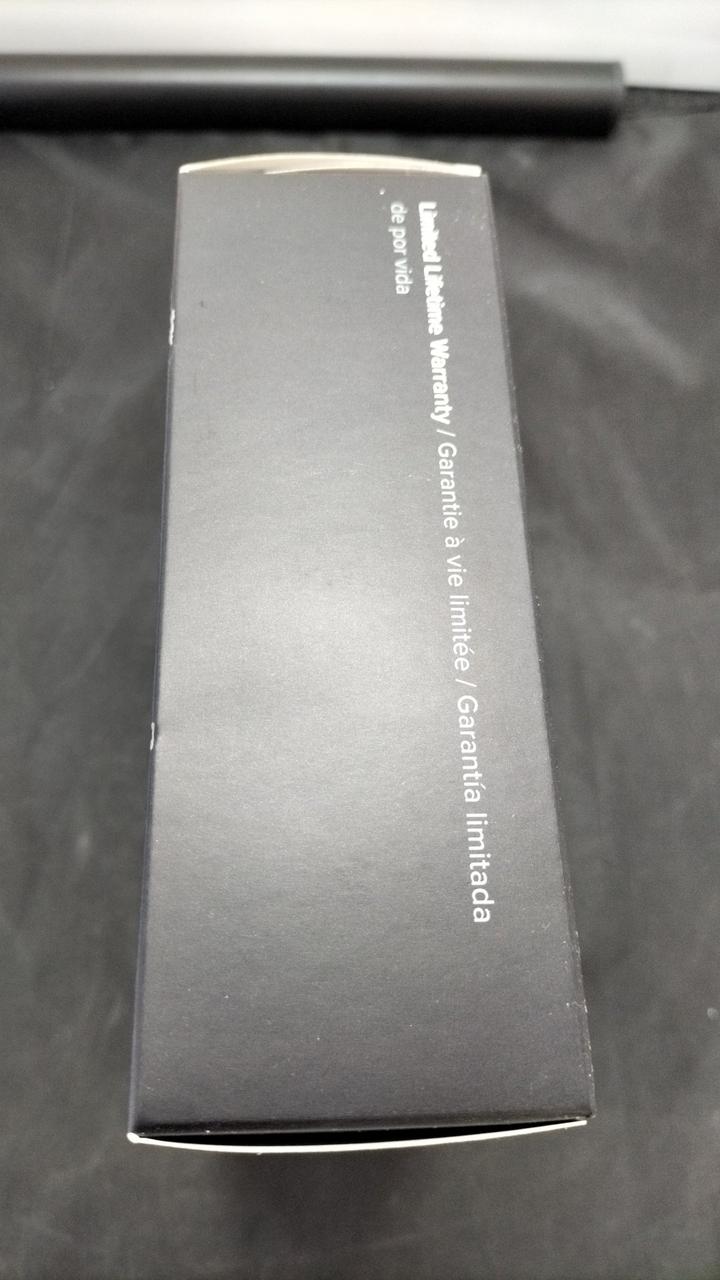 Limited Lifetime Warranty / Garantie à vie limitée / Garantía limitada
de por vida